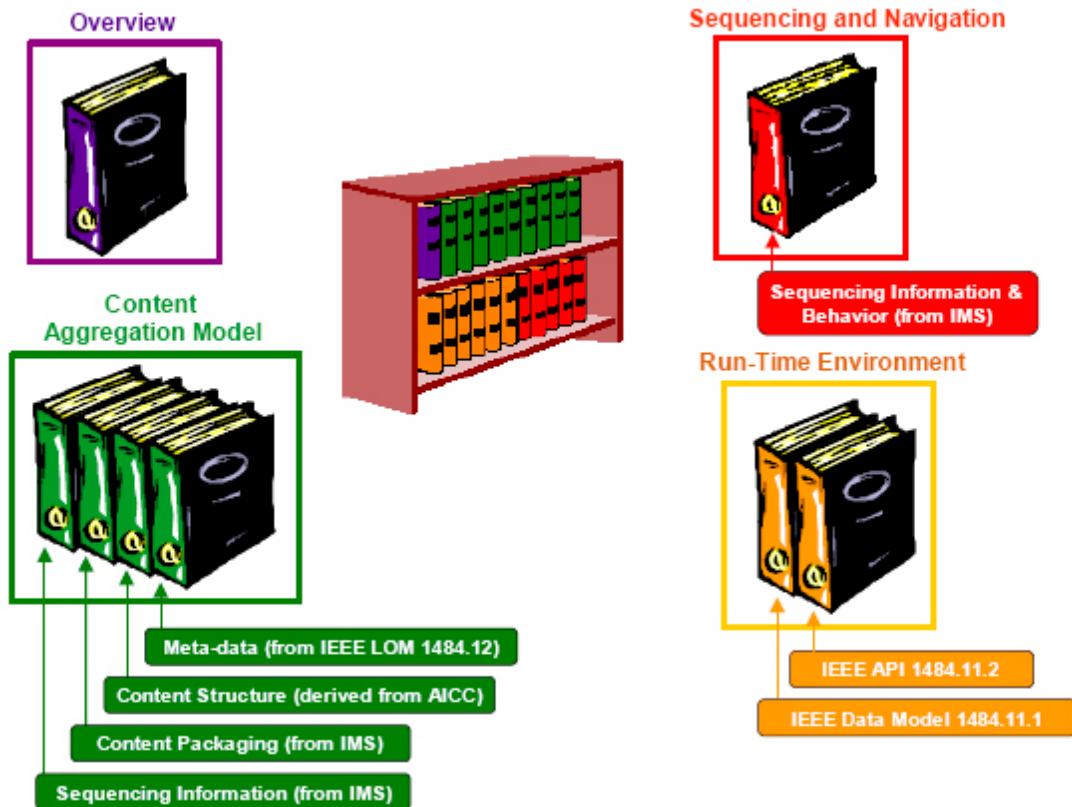 Overview
Sequencing and Navigation
Sequencing Information &
Behavior (from IMS)
Content
Aggregation Model
Run-Time Environment
Meta-data (from IEEE LOM 1484.12)
Content Structure (derived from AICC)
Content Packaging (from IMS)
Sequencing Information (from IMS)
IEEE API 1484.11.2
IEEE Data Model 1484.11.1